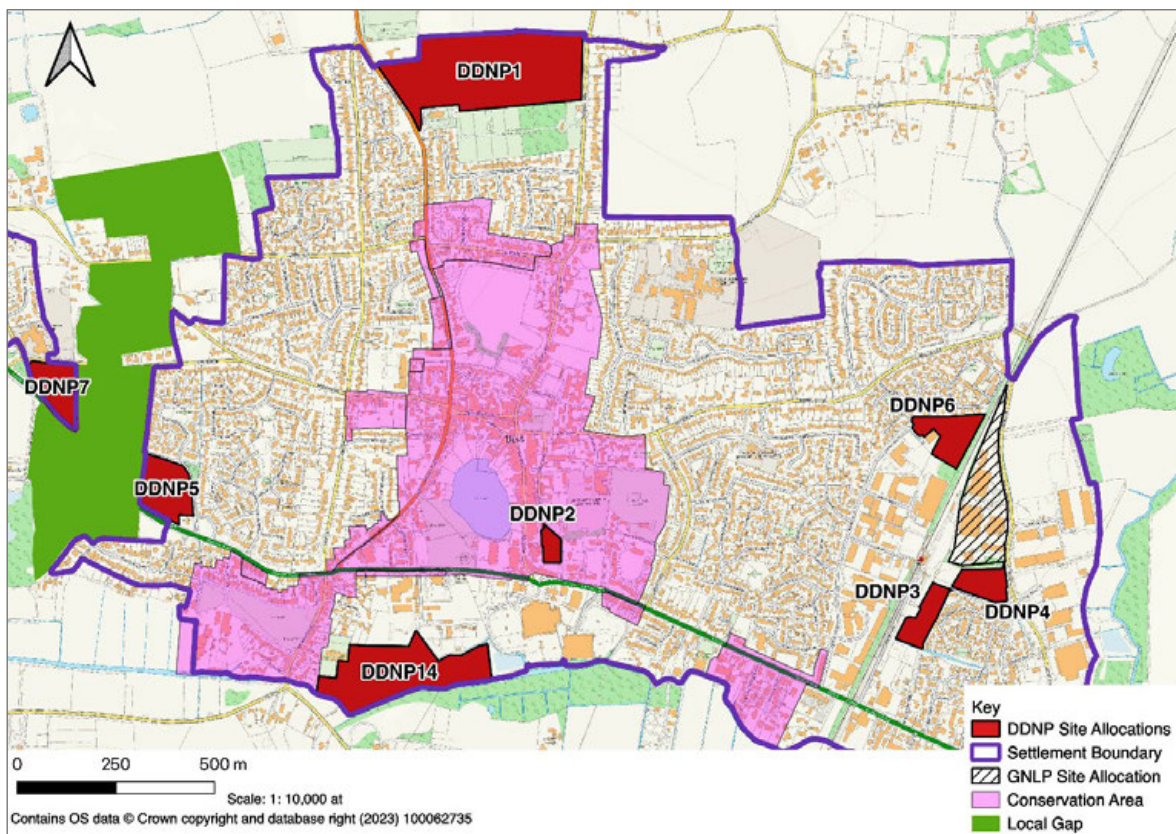 DDNP1
DDNP7
DDNP6
DDNP5
DDNP2
Diss
DDNP3
DDNP4
DDNP14
Key
DDNP Site Allocations
Settlement Boundary
GNLP Site Allocation
Conservation Area
Local Gap
0 250 500 m
Scale: 1: 10,000 at
Contains OS data © Crown copyright and database right (2023) 100062735